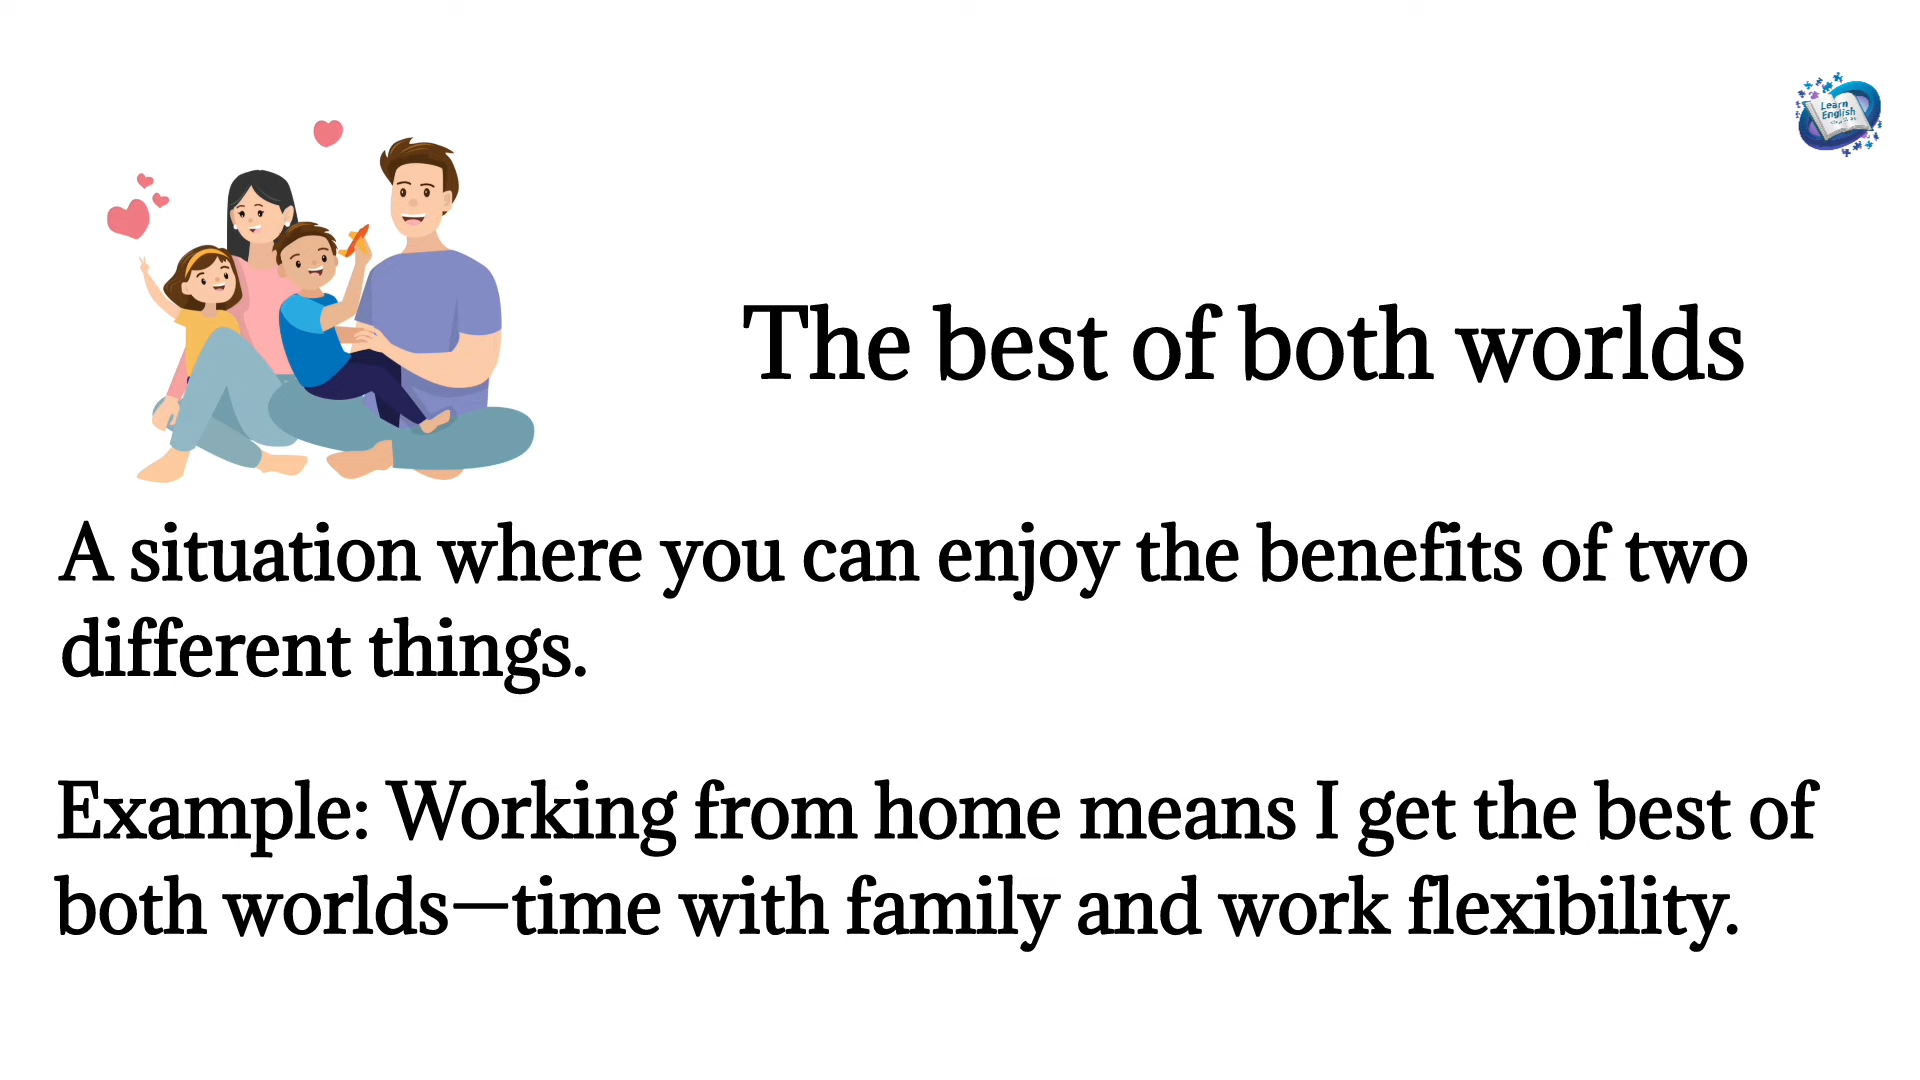 Learn
English
The best of both worlds
A situation where you can enjoy the benefits of two
different things.
Example: Working from home means I get the best of
both worlds—time with family and work flexibility.